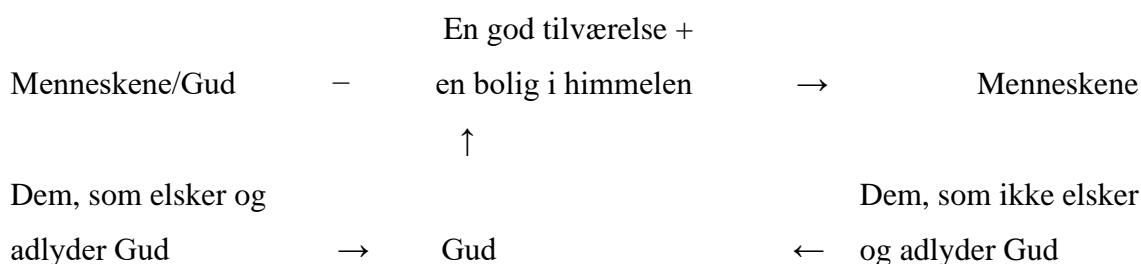 En god tilværelse +
Menneskene/Gud − en bolig i himmelen → Menneskene
↑
Dem, som elsker og Dem, som ikke elsker
adlyder Gud → Gud ← og adlyder Gud